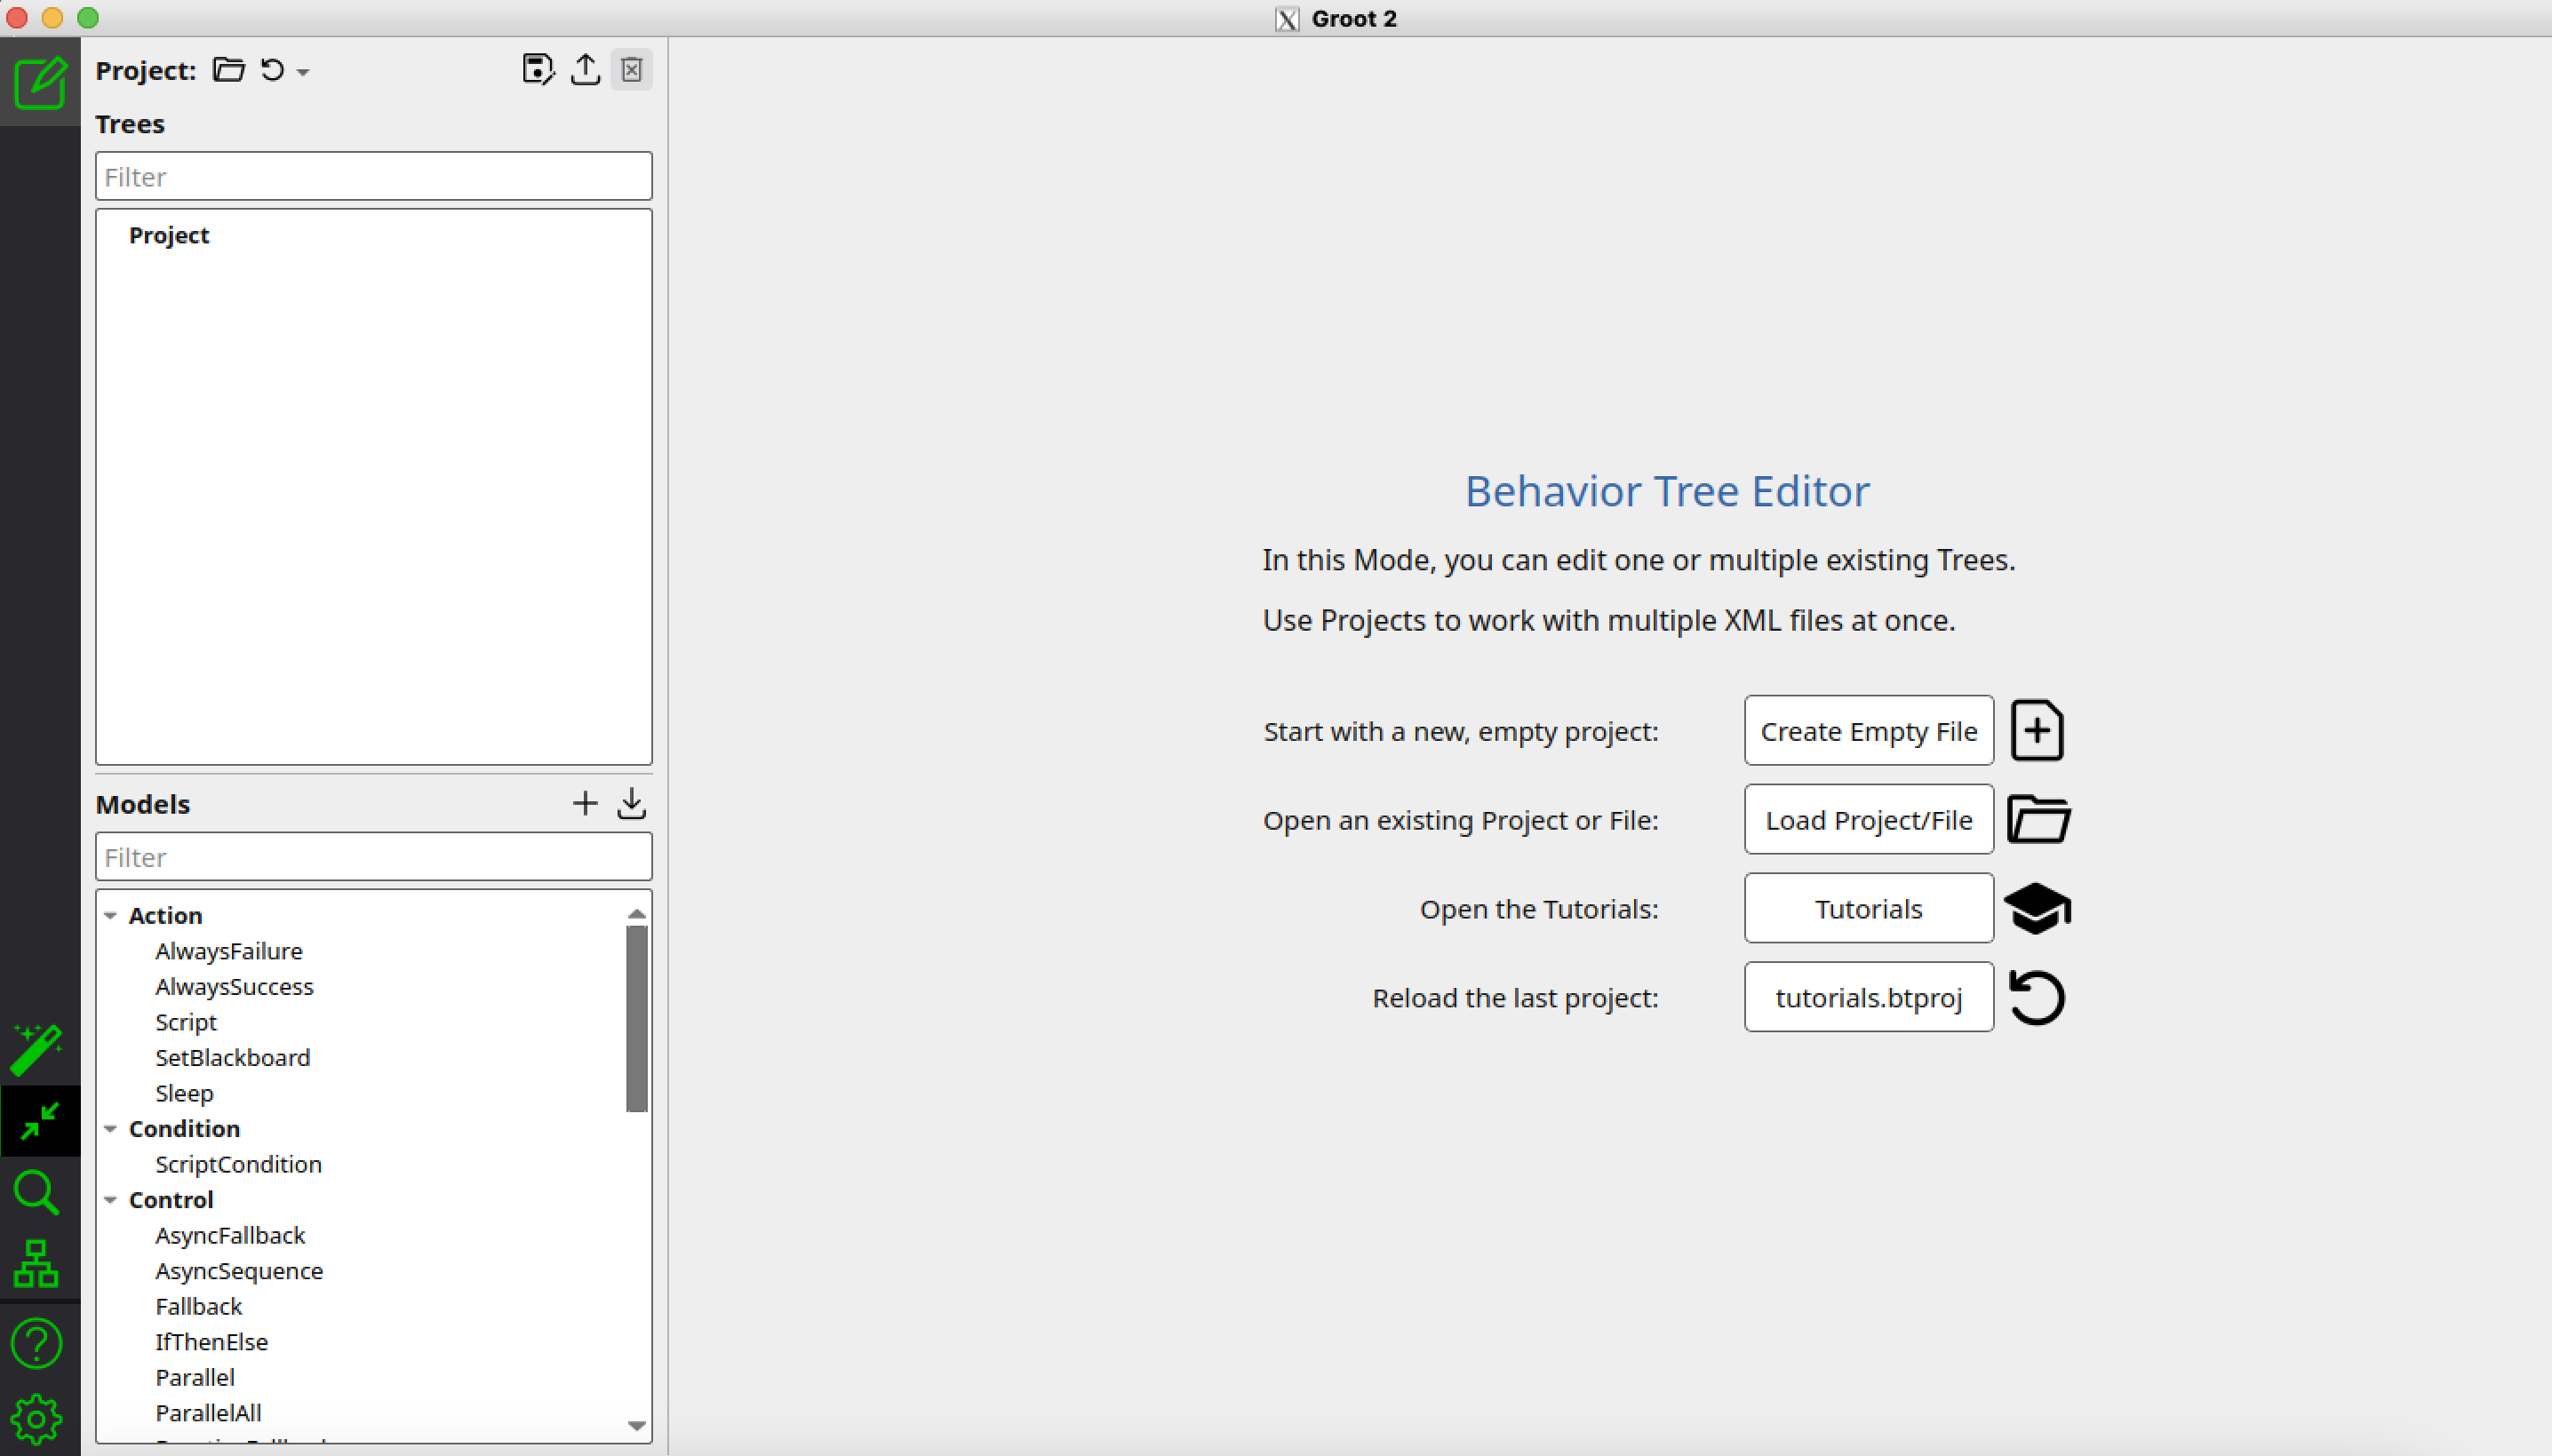 Groot 2
Project:
Trees
Filter
Project
Models
Filter
Action
AlwaysFailure
AlwaysSuccess
Script
SetBlackboard
Sleep
Condition
ScriptCondition
Control
AsyncFallback
AsyncSequence
Fallback
IfThenElse
Parallel
ParallelAll
Behavior Tree Editor
In this Mode, you can edit one or multiple existing Trees.
Use Projects to work with multiple XML files at once.
Start with a new, empty project: Create Empty File
Open an existing Project or File: Load Project/File
Open the Tutorials: Tutorials
Reload the last project: tutorials.btproj